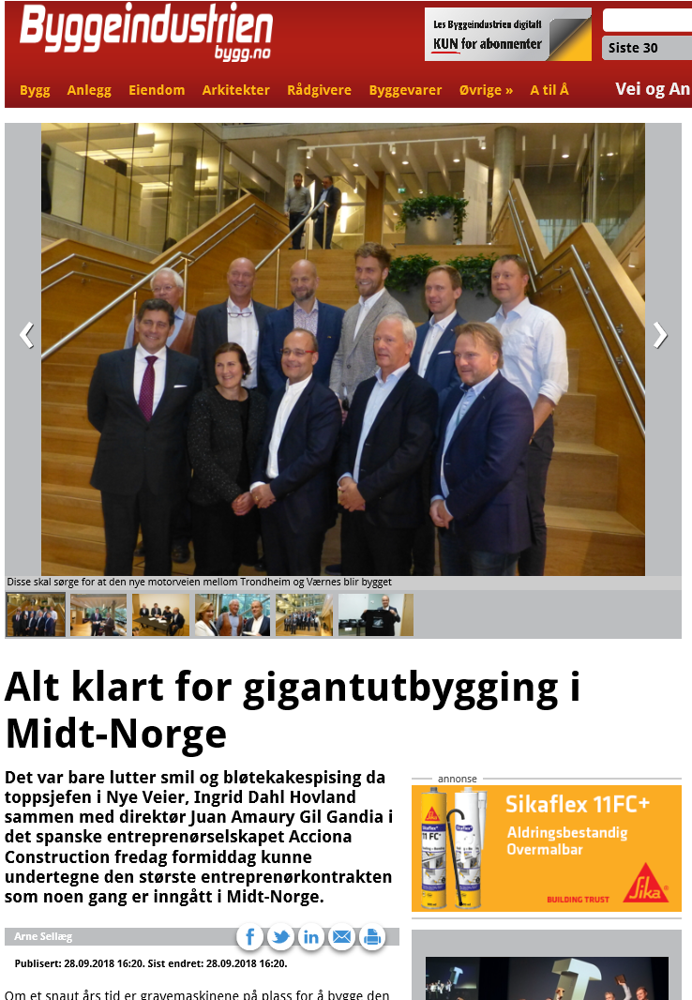 Byggeindustrien
bygg.no
Les Byggeindustrien digitalt
KUN for abonnenter
Siste 30
Bygg Anlegg Eiendom Arkitekter Rådgivere Byggevarer Øvrige » A til Å
Vei og An
Disse skal sørge for at den nye motorveien mellom Trondheim og Værnes blir bygget
Alt klart for gigantutbygging i
Midt-Norge
Det var bare lutter smil og bløtekakespising da
toppsjefen i Nye Veier, Ingrid Dahl Hovland
sammen med direktør Juan Amaury Gil Gandia i
det spanske entreprenørselskapet Acciona
Construction fredag formiddag kunne
undertegne den største entreprenørkontrakten
som noen gang er inngått i Midt-Norge.
Arne Sellæg
Publisert: 28.09.2018 16:20. Sist endret: 28.09.2018 16:20.
Om et snaut års tid er gravemaskinene på plass for å bygge den
annonse
Sikaflex 11FC+
Aldringsbestandig
Overmalbar
BUILDING TRUST
Sika
11 FC+